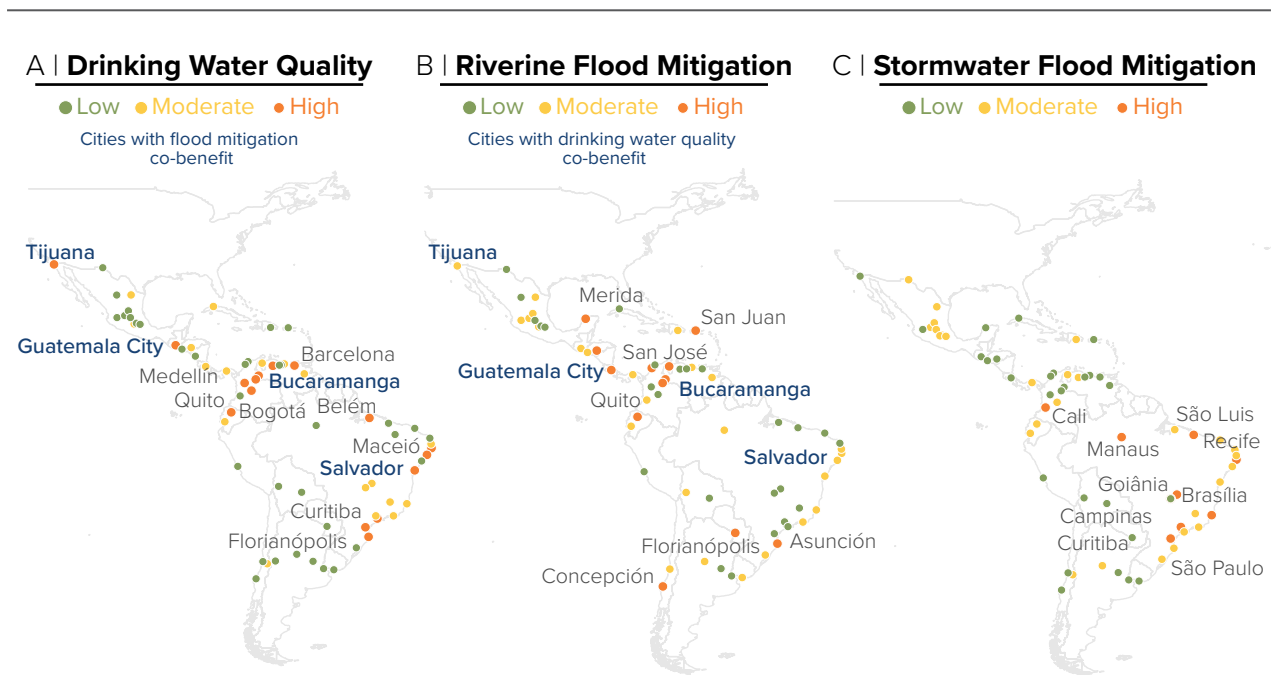 A | Drinking Water Quality
Low Moderate High
Cities with flood mitigation
co-benefit
Tijuana
Guatemala City
Barcelona
Medellín
Bucaramanga
Quito
Bogotá
Belém
Maceió
Salvador
Curitiba
Florianópolis
B | Riverine Flood Mitigation
Low Moderate High
Cities with drinking water quality
co-benefit
Tijuana
Merida
San Juan
San José
Guatemala City
Bucaramanga
Quito
Salvador
Florianópolis
Asunción
Concepción
C | Stormwater Flood Mitigation
Low Moderate High
Cali
São Luis
Manaus
Recife
Goiânia
Brasília
Campinas
Curitiba
São Paulo